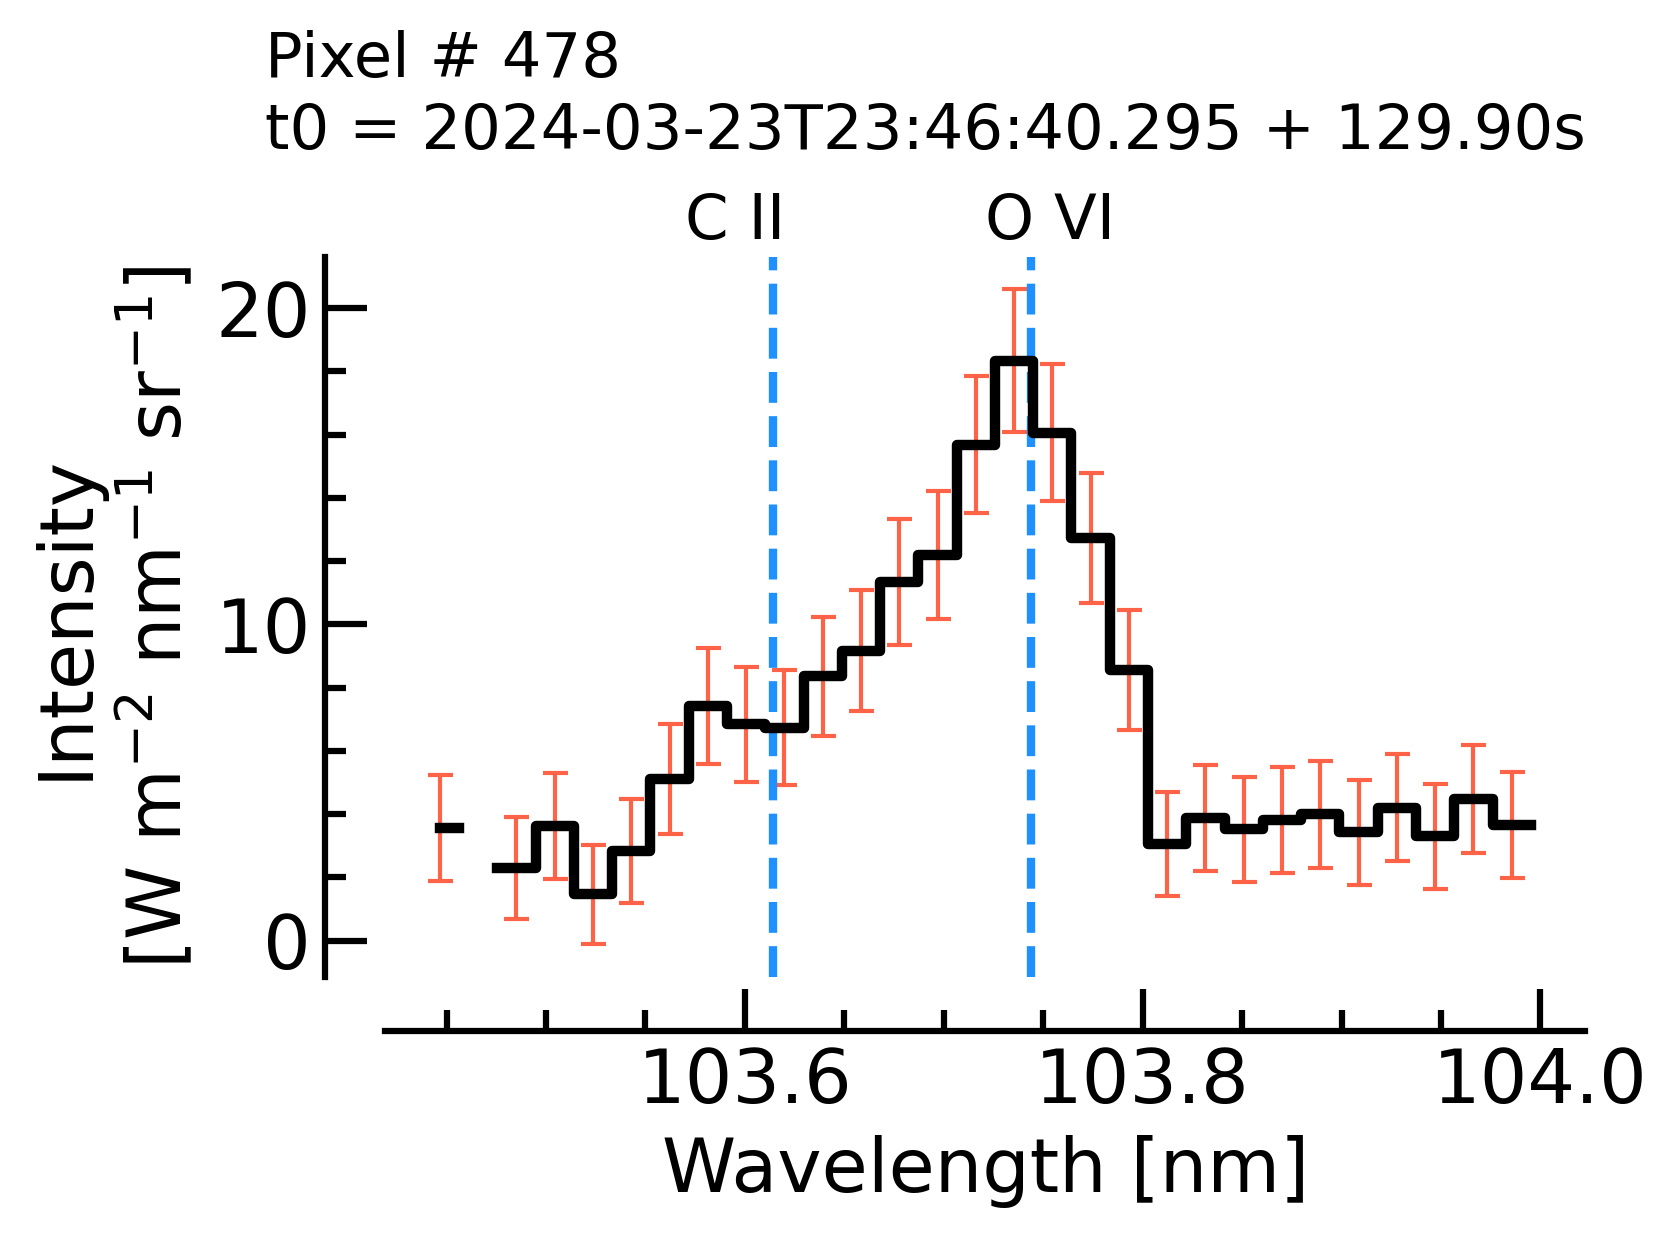 Pixel # 478
t0 = 2024-03-23T23:46:40.295 + 129.90s
C II
O VI
Intensity
[W m⁻² nm⁻¹ sr⁻¹]
20
10
0
103.6
103.8
104.0
Wavelength [nm]